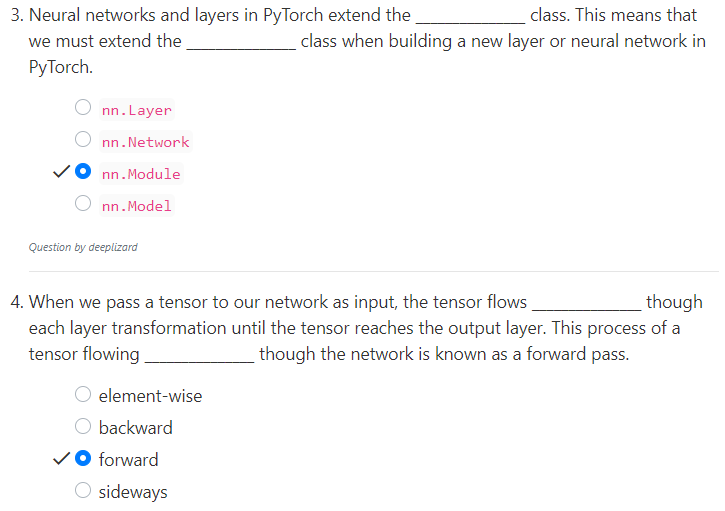 3. Neural networks and layers in PyTorch extend the ______________ class. This means that
we must extend the ______________ class when building a new layer or neural network in
PyTorch.
nn.Layer
nn.Network
nn.Module
nn.Model
Question by deeplizard
4. When we pass a tensor to our network as input, the tensor flows ______________ though
each layer transformation until the tensor reaches the output layer. This process of a
tensor flowing ______________ though the network is known as a forward pass.
element-wise
backward
forward
sideways